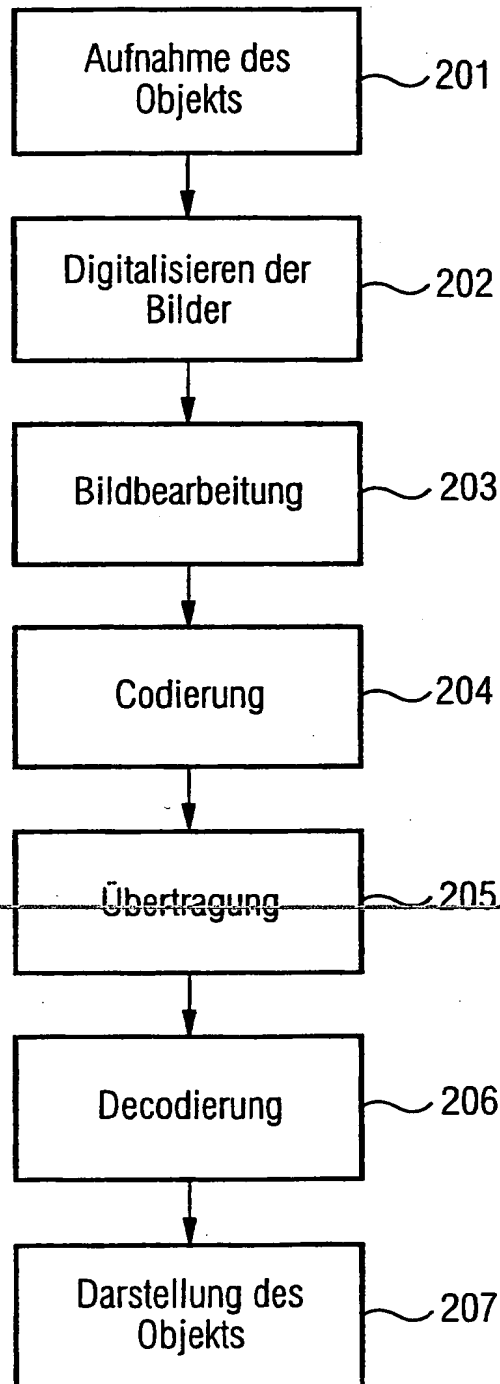 Aufnahme des
Objekts
201
Digitalisieren der
Bilder
202
Bildbearbeitung
203
Codierung
204
Übertragung
205
Decodierung
206
Darstellung des
Objekts
207